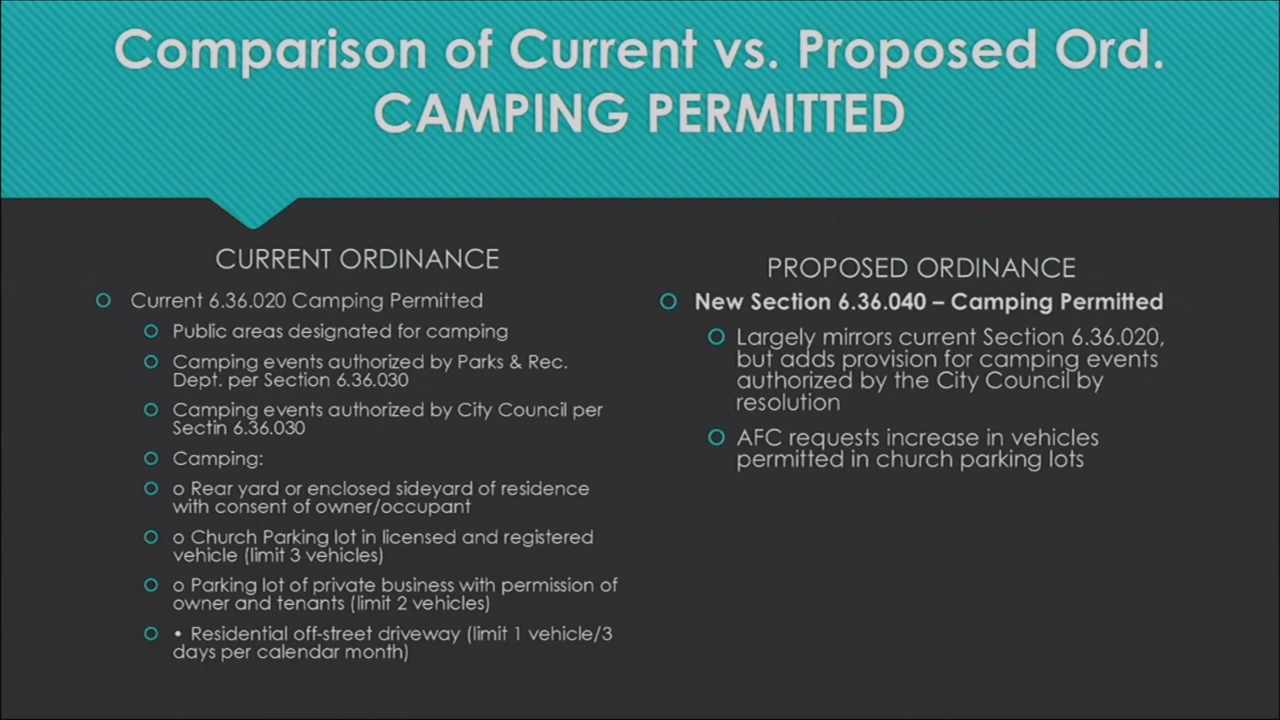 Comparison of Current vs. Proposed Ord.
CAMPING PERMITTED
CURRENT ORDINANCE
Current 6.36.020 Camping Permitted
Public areas designated for camping
Camping events authorized by Parks & Rec.
Dept. per Section 6.36.030
Camping events authorized by City Council per
Sectin 6.36.030
Camping:
o Rear yard or enclosed sideyard of residence
with consent of owner/occupant
o Church Parking lot in licensed and registered
vehicle (limit 3 vehicles)
o Parking lot of private business with permission of
owner and tenants (limit 2 vehicles)
• Residential off-street driveway (limit 1 vehicle/3
days per calendar month)
PROPOSED ORDINANCE
New Section 6.36.040 – Camping Permitted
Largely mirrors current Section 6.36.020,
but adds provision for camping events
authorized by the City Council by
resolution
AFC requests increase in vehicles
permitted in church parking lots